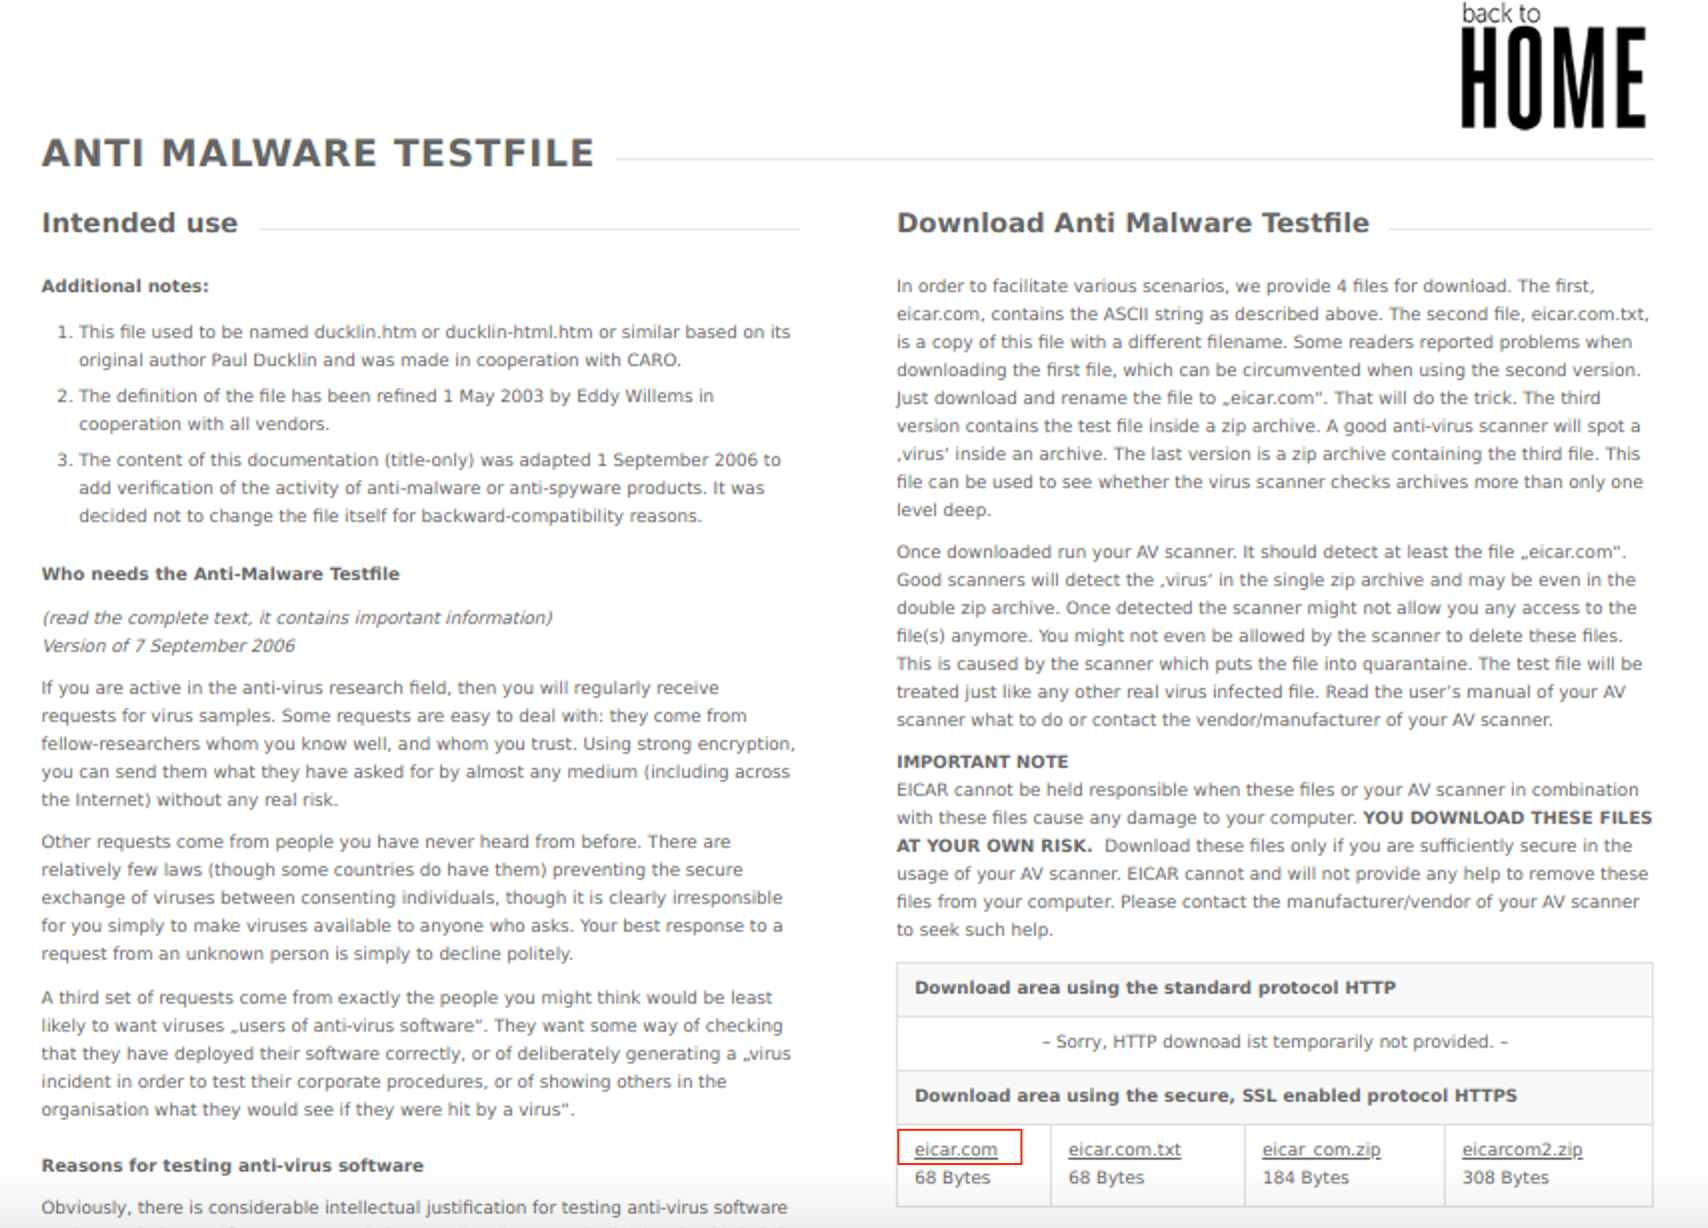 back to
HOME
ANTI MALWARE TESTFILE
Intended use
Additional notes:
1. This file used to be named ducklin.htm or ducklin-html.htm or similar based on its
original author Paul Ducklin and was made in cooperation with CARO.
2. The definition of the file has been refined 1 May 2003 by Eddy Willems in
cooperation with all vendors.
3. The content of this documentation (title-only) was adapted 1 September 2006 to
add verification of the activity of anti-malware or anti-spyware products. It was
decided not to change the file itself for backward-compatibility reasons.
Who needs the Anti-Malware Testfile
(read the complete text, it contains important information)
Version of 7 September 2006
If you are active in the anti-virus research field, then you will regularly receive
requests for virus samples. Some requests are easy to deal with: they come from
fellow-researchers whom you know well, and whom you trust. Using strong encryption,
you can send them what they have asked for by almost any medium (including across
the Internet) without any real risk.
Other requests come from people you have never heard from before. There are
relatively few laws (though some countries do have them) preventing the secure
exchange of viruses between consenting individuals, though it is clearly irresponsible
for you simply to make viruses available to anyone who asks. Your best response to a
request from an unknown person is simply to decline politely.
A third set of requests come from exactly the people you might think would be least
likely to want viruses „users of anti-virus software“. They want some way of checking
that they have deployed their software correctly, or of deliberately generating a „virus
incident in order to test their corporate procedures, or of showing others in the
organisation what they would see if they were hit by a virus“.
Reasons for testing anti-virus software
Obviously, there is considerable intellectual justification for testing anti-virus software
Download Anti Malware Testfile
In order to facilitate various scenarios, we provide 4 files for download. The first,
eicar.com, contains the ASCII string as described above. The second file, eicar.com.txt,
is a copy of this file with a different filename. Some readers reported problems when
downloading the first file, which can be circumvented when using the second version.
Just download and rename the file to „eicar.com“. That will do the trick. The third
version contains the test file inside a zip archive. A good anti-virus scanner will spot a
‚virus‘ inside an archive. The last version is a zip archive containing the third file. This
file can be used to see whether the virus scanner checks archives more than only one
level deep.
Once downloaded run your AV scanner. It should detect at least the file „eicar.com“.
Good scanners will detect the ‚virus‘ in the single zip archive and may be even in the
double zip archive. Once detected the scanner might not allow you any access to the
file(s) anymore. You might not even be allowed by the scanner to delete these files.
This is caused by the scanner which puts the file into quarantaine. The test file will be
treated just like any other real virus infected file. Read the user’s manual of your AV
scanner what to do or contact the vendor/manufacturer of your AV scanner.
IMPORTANT NOTE
EICAR cannot be held responsible when these files or your AV scanner in combination
with these files cause any damage to your computer. YOU DOWNLOAD THESE FILES
AT YOUR OWN RISK. Download these files only if you are sufficiently secure in the
usage of your AV scanner. EICAR cannot and will not provide any help to remove these
files from your computer. Please contact the manufacturer/vendor of your AV scanner
to seek such help.
Download area using the standard protocol HTTP
– Sorry, HTTP downoad ist temporarily not provided. –
Download area using the secure, SSL enabled protocol HTTPS
eicar.com eicar.com.txt eicar_com.zip eicarcom2.zip
68 Bytes 68 Bytes 184 Bytes 308 Bytes